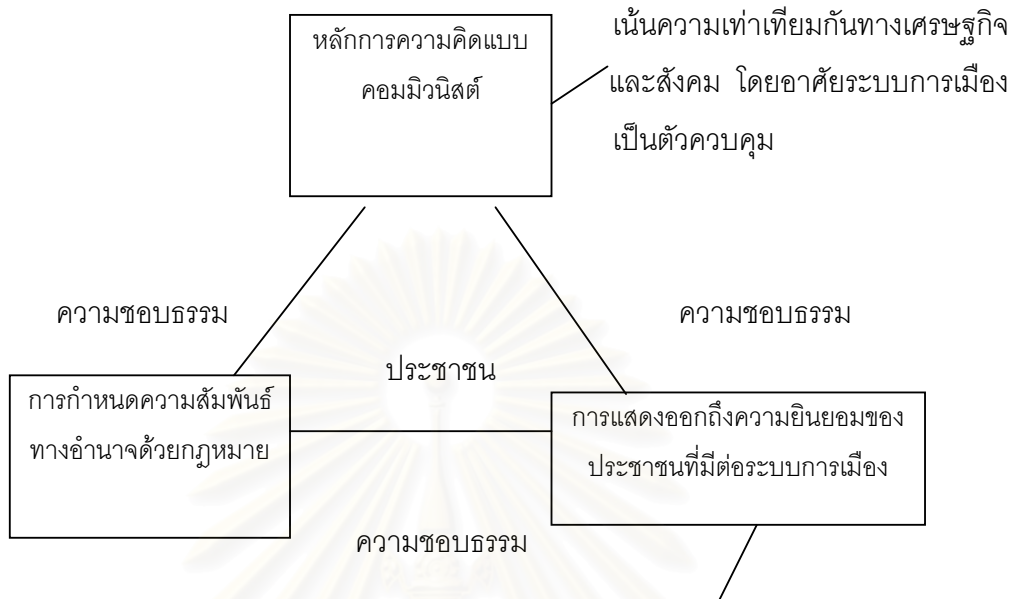 หลักการความคิดแบบ
คอมมิวนิสต์
เน้นความเท่าเทียมกันทางเศรษฐกิจ
และสังคม โดยอาศัยระบบการเมือง
เป็นตัวควบคุม
ความชอบธรรม
ความชอบธรรม
ประชาชน
การกำหนดความสัมพันธ์
ทางอำนาจด้วยกฎหมาย
การแสดงออกถึงความยินยอมของ
ประชาชนที่มีต่อระบบการเมือง
ความชอบธรรม